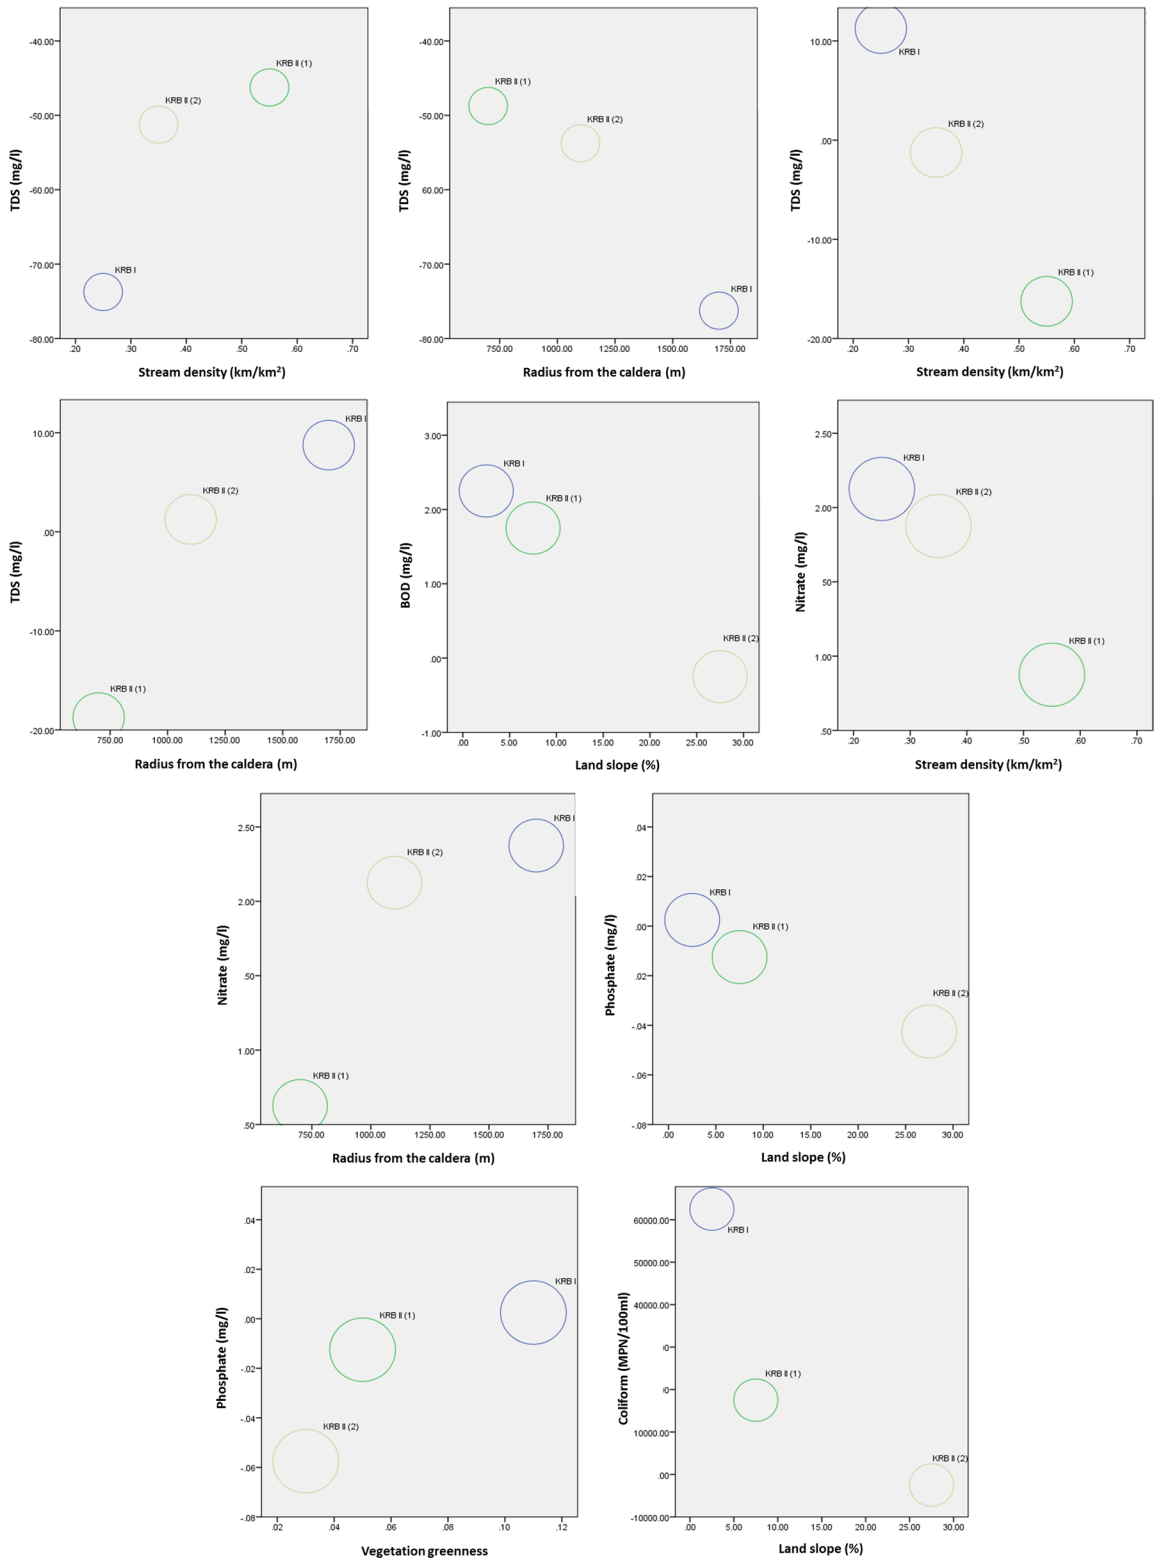 -40.00
-50.00
-60.00
-70.00
-80.00
TDS (mg/l)
KRB II (1)
KRB II (2)
KRB I
.20 .30 .40 .50 .60 .70
Stream density (km/km²)
-40.00
-50.00
60.00
-70.00
-80.00
TDS (mg/l)
KRB II (1)
KRB II (2)
KRB I
750.00 1000.00 1250.00 1500.00 1750.00
Radius from the caldera (m)
10.00
.00
-10.00
-20.00
TDS (mg/l)
KRB I
KRB II (2)
KRB II (1)
.20 .30 .40 .50 .60 .70
Stream density (km/km²)
10.00
.00
-10.00
-20.00
TDS (mg/l)
KRB I
KRB II (2)
KRB II (1)
750.00 1000.00 1250.00 1500.00 1750.00
Radius from the caldera (m)
3.00
2.00
1.00
.00
-1.00
BOD (mg/l)
KRB I
KRB II (1)
KRB II (2)
.00 5.00 10.00 15.00 20.00 25.00 30.00
Land slope (%)
2.50
2.00
50
1.00
.50
Nitrate (mg/l)
KRB I
KRB II (2)
KRB II (1)
.20 .30 .40 .50 .60 .70
Stream density (km/km²)
2.50
2.00
.50
1.00
.50
Nitrate (mg/l)
KRB I
KRB II (2)
KRB II (1)
750.00 1000.00 1250.00 1500.00 1750.00
Radius from the caldera (m)
.04
.02
.00
.02
-.04
-.06
-.08
Phosphate (mg/l)
KRB I
KRB II (1)
KRB II (2)
.00 5.00 10.00 15.00 20.00 25.00 30.00
Land slope (%)
.04
.02
.00
-.02
-.04
-.06
-.08
Phosphate (mg/l)
KRB I
KRB II (1)
KRB II (2)
.02 .04 .06 .08 .10 .12
Vegetation greenness
60000.00
50000.00
40000.00
10000.00
.00
-10000.00
Coliform (MPN/100ml)
KRB I
KRB II (1)
KRB II (2)
.00 5.00 10.00 15.00 20.00 25.00 30.00
Land slope (%)